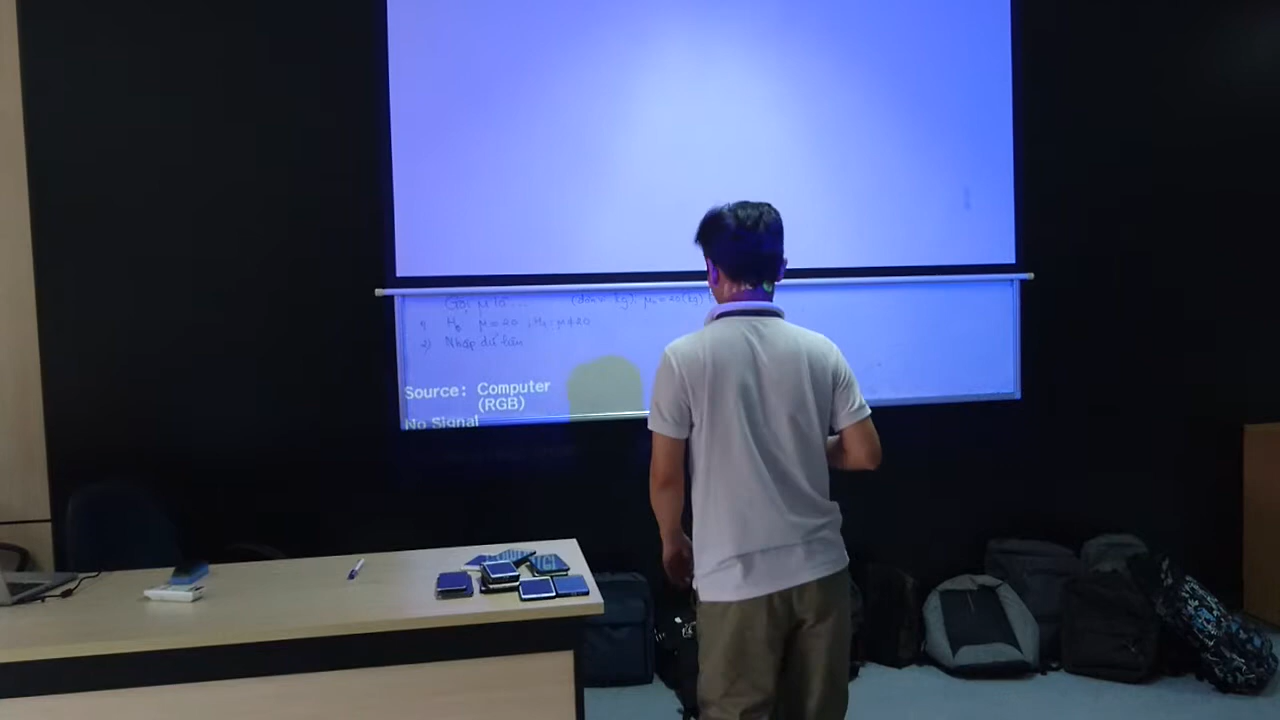 Gọi μ là ... (đơn vị kg); μ₀ = 20 (kg)
1) H₀ μ = 20 ; H₁: μ ≠ 20
2) Nhập dữ liệu
Source: Computer
(RGB)
No Signal